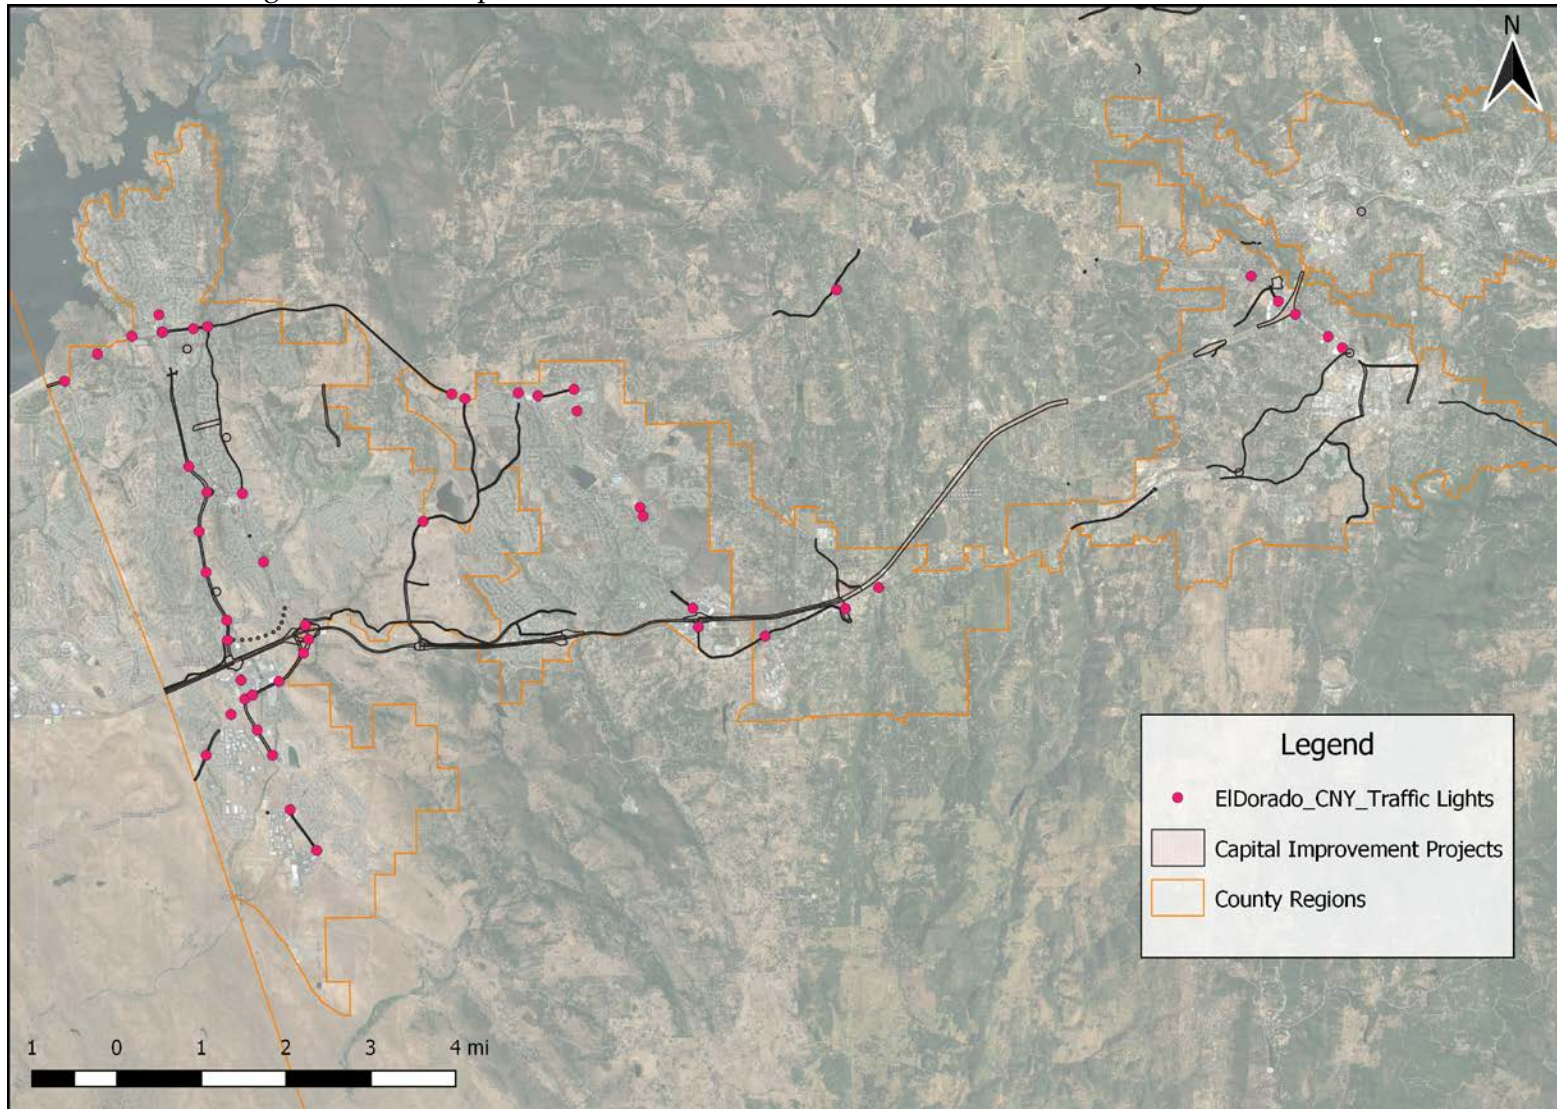 N
Legend
ElDorado_CNY_Traffic Lights
Capital Improvement Projects
County Regions
1 0 1 2 3 4 mi